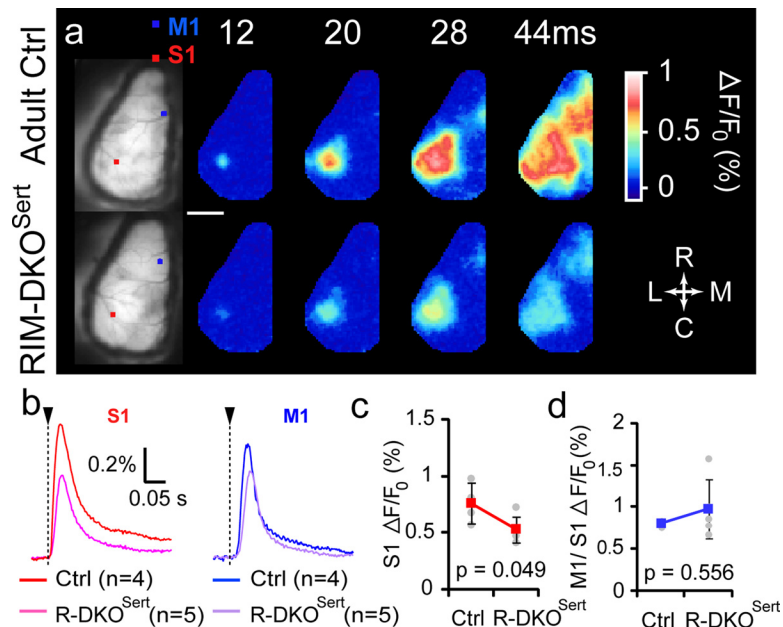 a
M1
S1
12 20 28 44ms
Adult Ctrl
RIM-DKO^Sert
1
0.5
0
ΔF/F₀ (%)
R
L M
C
b
S1
M1
0.2%
0.05 s
Ctrl (n=4)
R-DKO^Sert (n=5)
Ctrl (n=4)
R-DKO^Sert (n=5)
c
S1 ΔF/F₀ (%)
1.5
1
0.5
0
p = 0.049
Ctrl R-DKO^Sert
d
M1/ S1 ΔF/F₀(%)
2
1.5
1
0.5
0
p = 0.556
Ctrl R-DKO^Sert